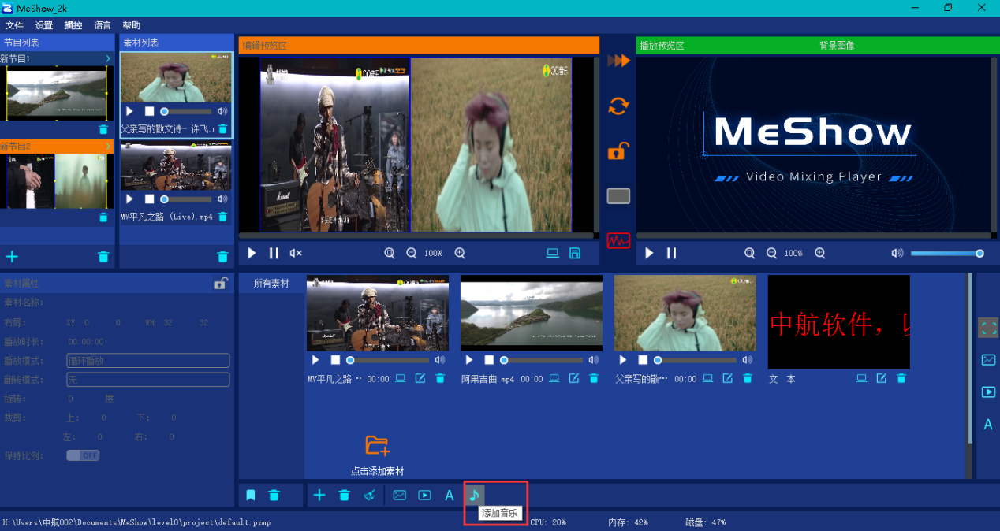 MeShow_2k
文件 设置 播控 语言 帮助
节目列表
素材列表
编辑预览区
播放预览区
背景图像
新节目1
新节目2
QQ音乐
QQ音乐
父亲写的散文诗- 许飞.
MV平凡之路 (Live).mp4
Marshall
MeShow
Video Mixing Player
100%
100%
素材属性
素材名称:
布局: XY 0 0 WH 32 32
播放时长: 00:00:00
播放模式: 循环播放
翻转模式: 无
旋转: 0 度
裁剪: 上: 0 下: 0
左: 0 右: 0
保持比例: OFF
所有素材
中航软件，
MV平凡之路 ·· 00:00
阿果吉曲.mp4 00:00
父亲写的散··· 00:00
文 本
点击添加素材
A
A
添加音乐
H:\Users\中航002\Documents\MeShow\level0\project\default.pzmp
CPU: 20%
内存: 42%
磁盘: 47%